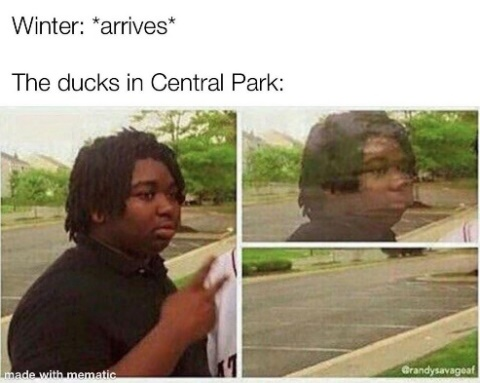 Winter: *arrives*
The ducks in Central Park:
made with mematic
@randysavageaf